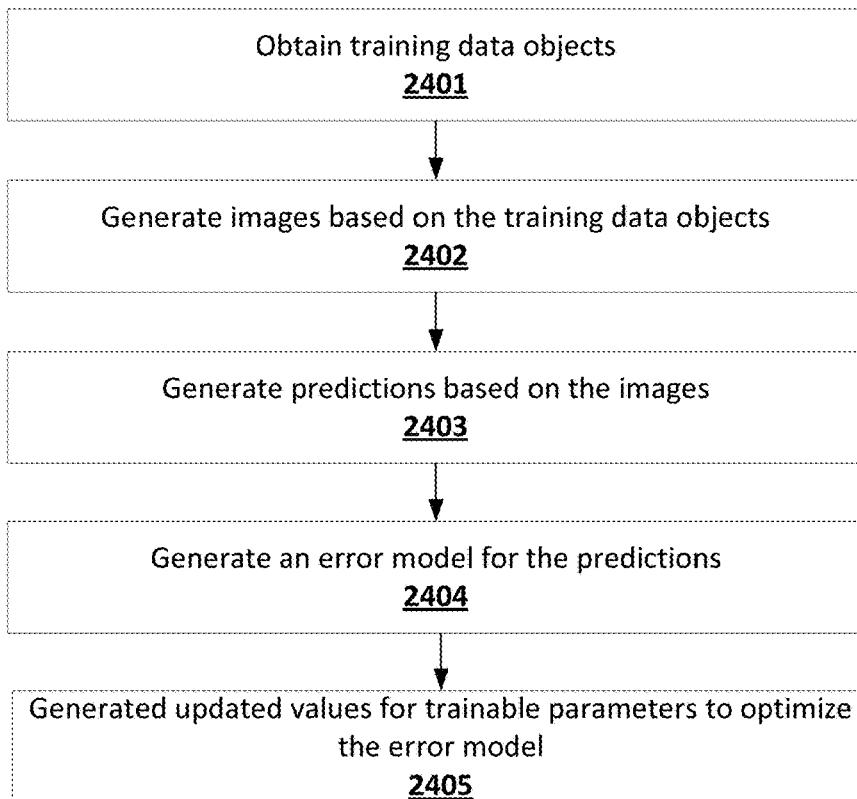 Obtain training data objects
2401
Generate images based on the training data objects
2402
Generate predictions based on the images
2403
Generate an error model for the predictions
2404
Generated updated values for trainable parameters to optimize
the error model
2405